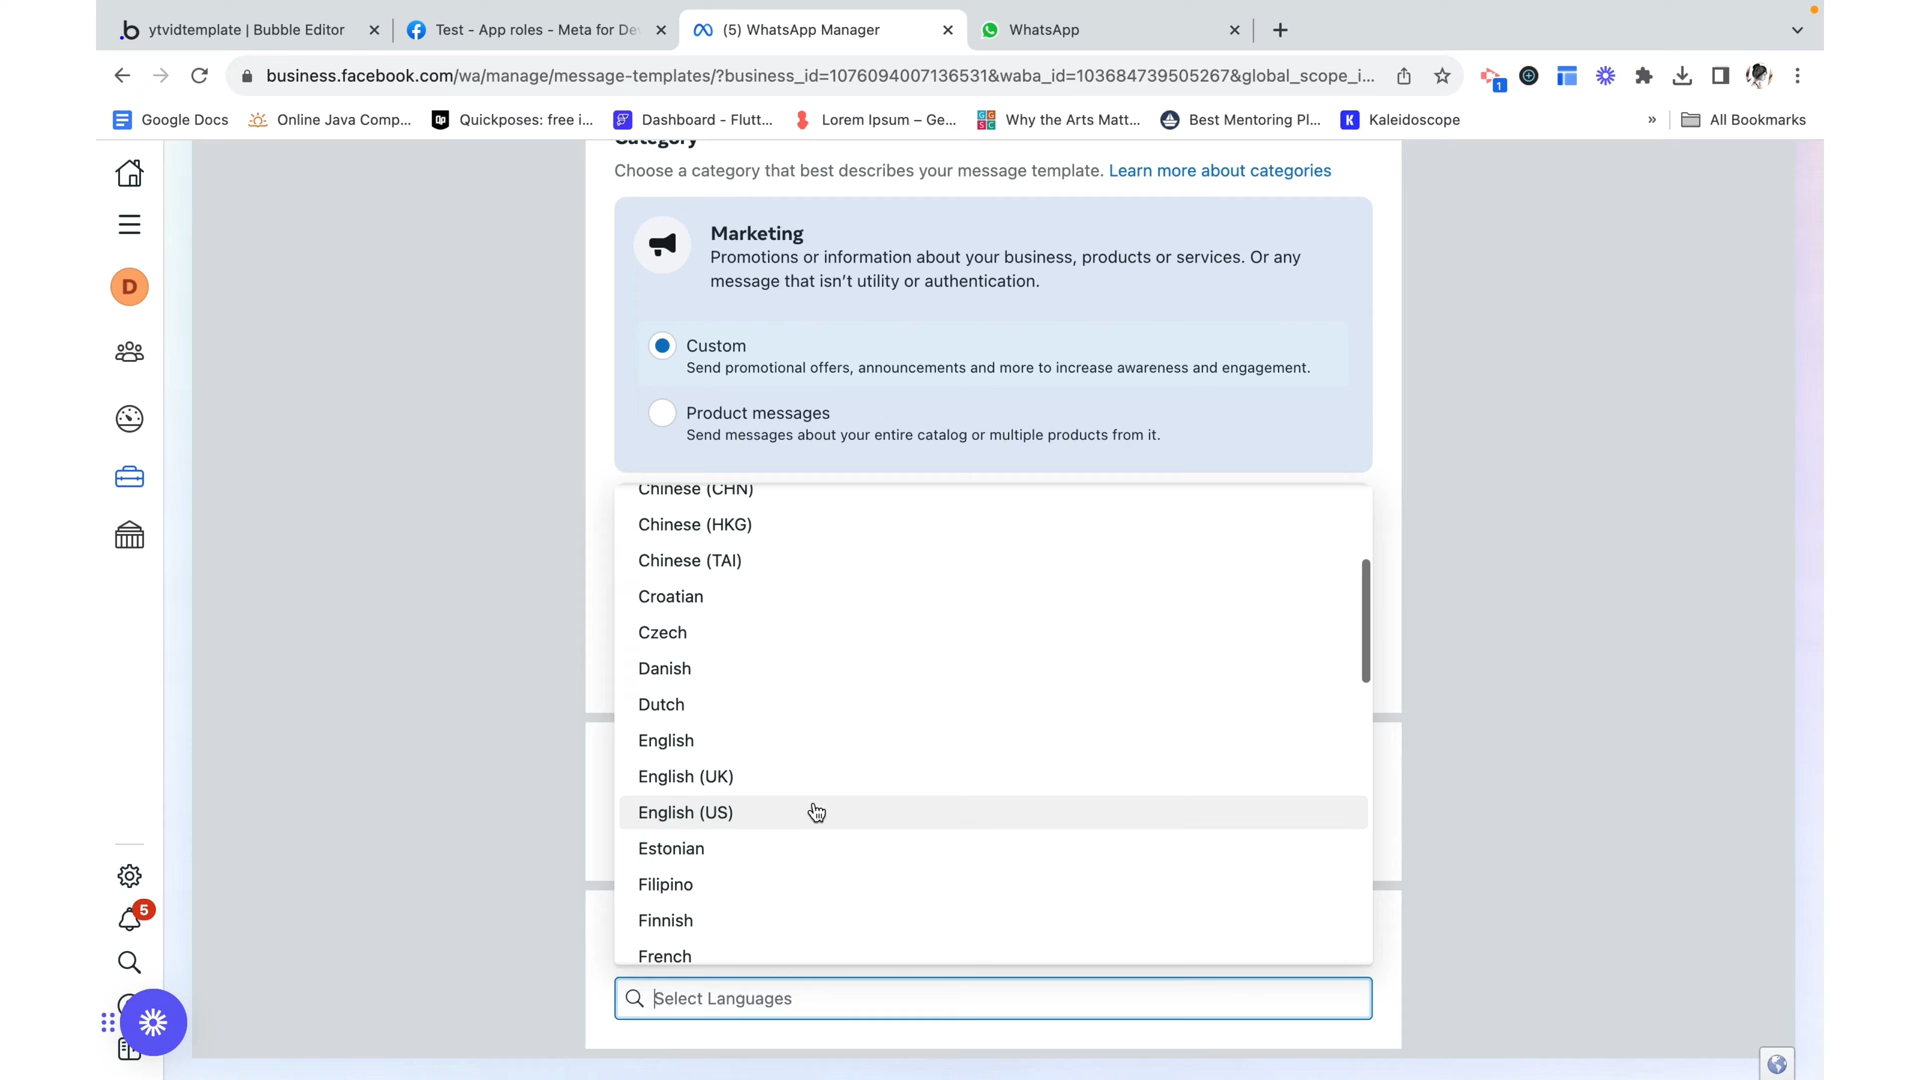 ytvidtemplate | Bubble Editor
Test - App roles - Meta for De
(5) WhatsApp Manager
WhatsApp
business.facebook.com/wa/manage/message-templates/?business_id=1076094007136531&waba_id=103684739505267&global_scope_i...
1
Google Docs
Online Java Comp...
Quickposes: free i...
Dashboard - Flutt...
Lorem Ipsum – Ge...
Why the Arts Matt...
Best Mentoring Pl...
Kaleidoscope
»
All Bookmarks
Category
Choose a category that best describes your message template. Learn more about categories
Marketing
Promotions or information about your business, products or services. Or any
message that isn't utility or authentication.
Custom
Send promotional offers, announcements and more to increase awareness and engagement.
Product messages
Send messages about your entire catalog or multiple products from it.
D
Chinese (CHN)
Chinese (HKG)
Chinese (TAI)
Croatian
Czech
Danish
Dutch
English
English (UK)
English (US)
Estonian
Filipino
Finnish
French
5
Select Languages